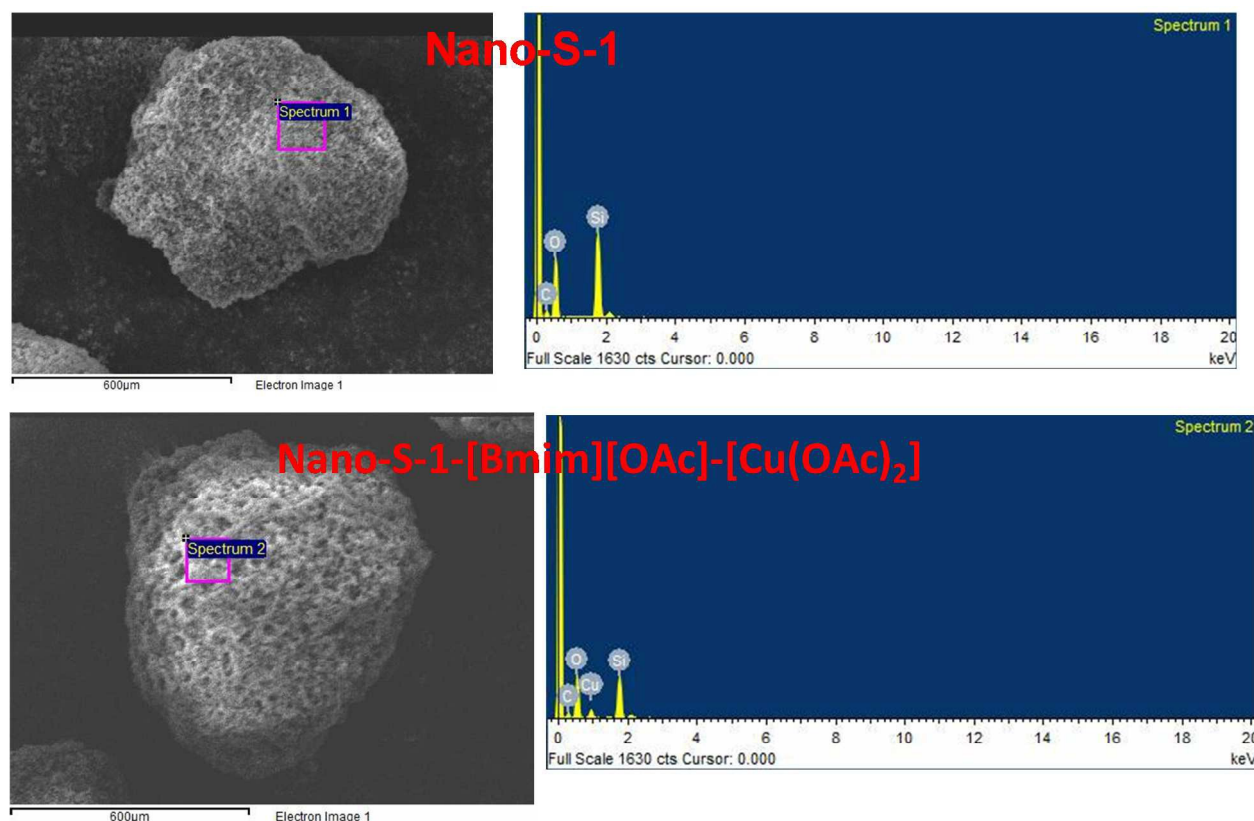 Nano-S-1
Spectrum 1
600µm Electron Image 1
Spectrum 1
Si
O
C
0 2 4 6 8 10 12 14 16 18 20
Full Scale 1630 cts Cursor: 0.000 keV
Nano-S-1-[Bmim][OAc]-[Cu(OAc)₂]
Spectrum 2
600µm Electron Image 1
Spectrum 2
O Si
Cu
C
0 2 4 6 8 10 12 14 16 18 20
Full Scale 1630 cts Cursor: 0.000 keV